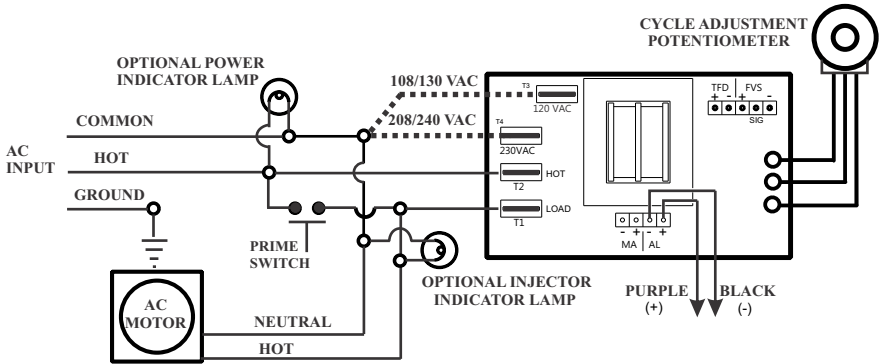 CYCLE ADJUSTMENT
POTENTIOMETER
OPTIONAL POWER
INDICATOR LAMP
108/130 VAC
T3
120 VAC
TFD FVS
+ - + -
SIG
COMMON
208/240 VAC
T4
230VAC
AC
INPUT
HOT
HOT
T2
GROUND
LOAD
T1
- + - +
MA AL
PRIME
SWITCH
OPTIONAL INJECTOR
INDICATOR LAMP
PURPLE
(+)
BLACK
(-)
AC
MOTOR
NEUTRAL
HOT